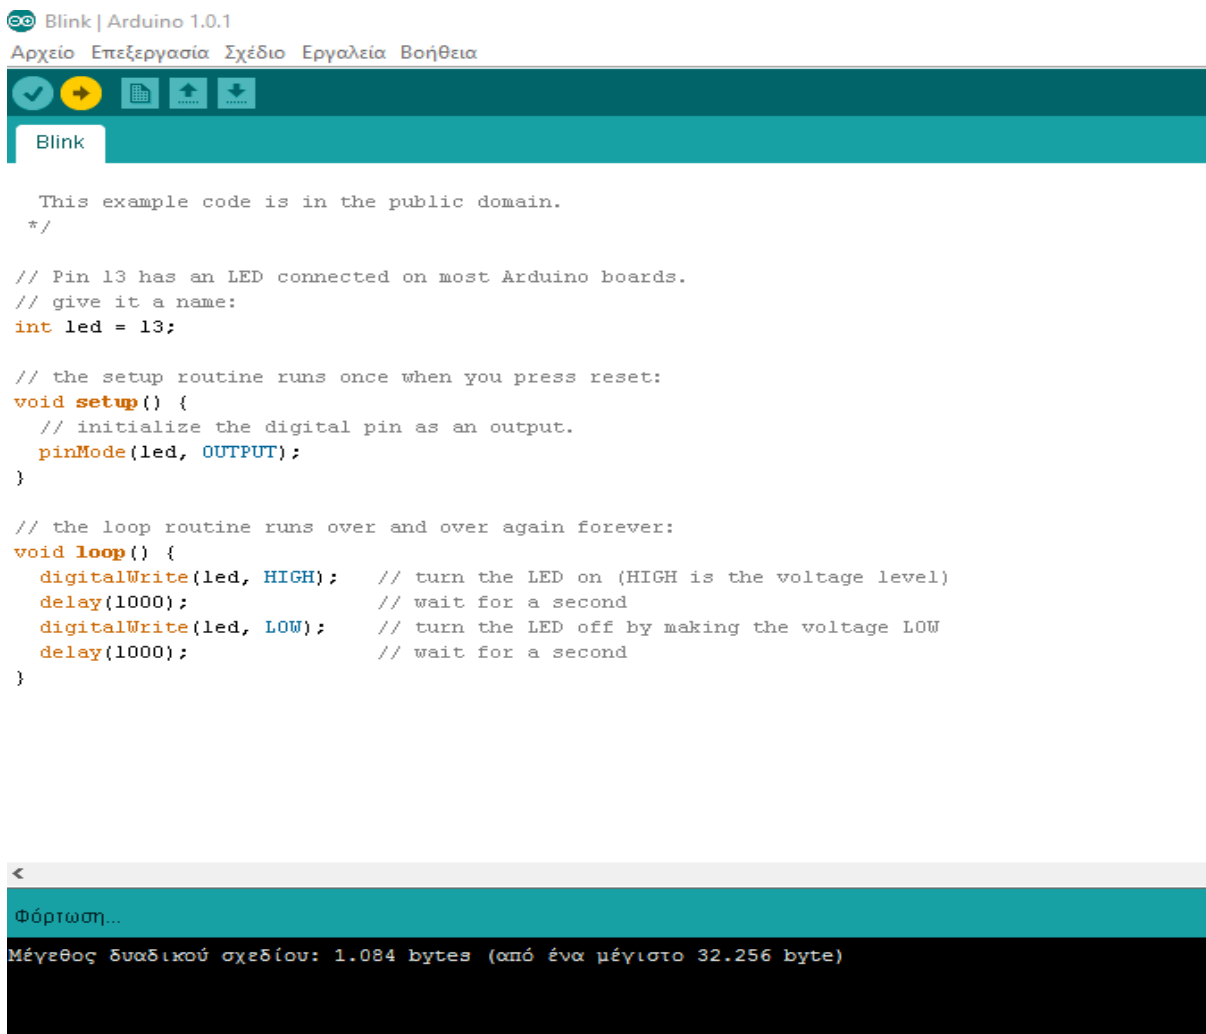 Blink | Arduino 1.0.1
Αρχείο Επεξεργασία Σχέδιο Εργαλεία Βοήθεια
Blink
This example code is in the public domain.
*/
// Pin 13 has an LED connected on most Arduino boards.
// give it a name:
int led = 13;
// the setup routine runs once when you press reset:
void setup() {
// initialize the digital pin as an output.
pinMode(led, OUTPUT);
}
// the loop routine runs over and over again forever:
void loop() {
digitalWrite(led, HIGH);   // turn the LED on (HIGH is the voltage level)
delay(1000);               // wait for a second
digitalWrite(led, LOW);    // turn the LED off by making the voltage LOW
delay(1000);               // wait for a second
}
Φόρτωση...
Μέγεθος δυαδικού σχεδίου: 1.084 bytes (από ένα μέγιστο 32.256 byte)